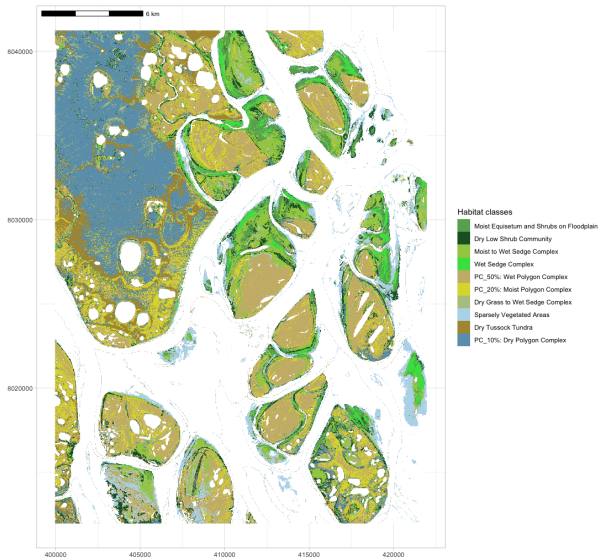 6 km
8040000
8030000
8020000
400000
405000
410000
415000
420000
Habitat classes
Moist Equisetum and Shrubs on Floodplain
Dry Low Shrub Community
Moist to Wet Sedge Complex
Wet Sedge Complex
PC_50%: Wet Polygon Complex
PC_20%: Moist Polygon Complex
Dry Grass to Wet Sedge Complex
Sparsely Vegetated Areas
Dry Tussock Tundra
PC_10%: Dry Polygon Complex